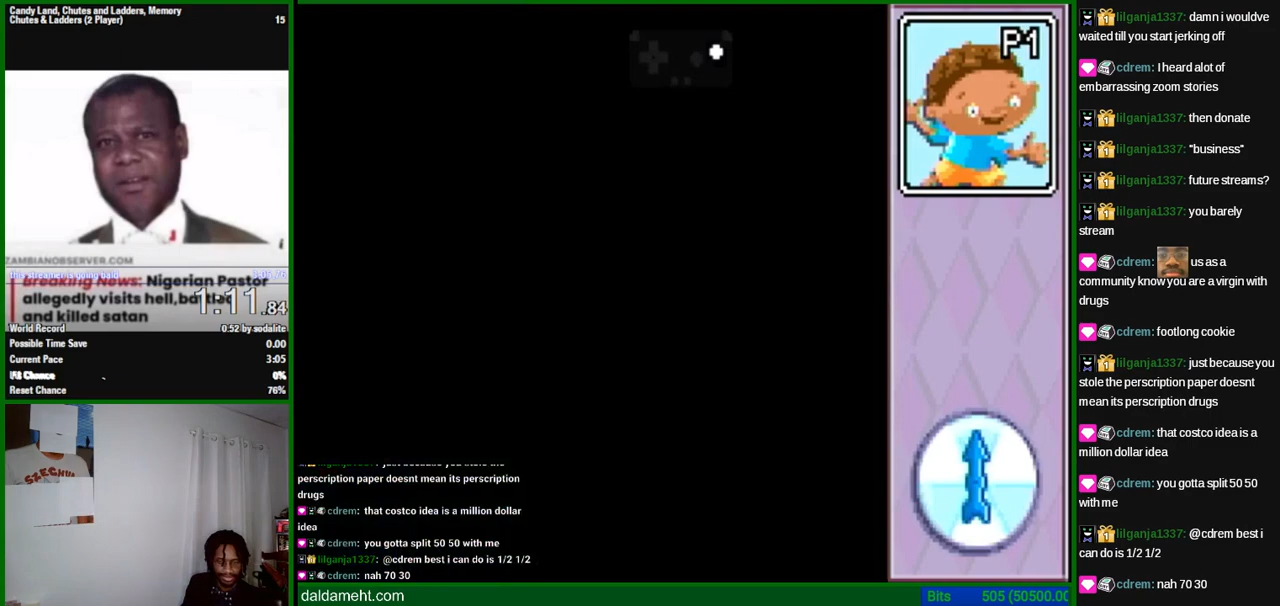 Candy Land, Chutes and Ladders, Memory
Chutes & Ladders (2 Player)
15
ZAMBIANOBSERVER.COM
this streamer is going bald
3:05.76
Breaking News: Nigerian Pastor
allegedly visits hell,
and killed satan
1:11.84
World Record
0.52 by sodalite
Possible Time Save
0.00
Current Pace
3:05
0%
Reset Chance
76%
P1
perscription paper doesnt mean its perscription
drugs
cdrem: that costco idea is a million dollar
idea
cdrem: you gotta split 50 50 with me
lilganja1337: @cdrem best i can do is 1/2 1/2
cdrem: nah 70 30
daldameht.com
Bits
505 (50500.00
lilganja1337: damn i wouldve
waited till you start jerking off
cdrem: I heard alot of
embarrassing zoom stories
lilganja1337: then donate
lilganja1337: "business"
lilganja1337: future streams?
lilganja1337: you barely
stream
cdrem: us as a
community know you are a virgin with
drugs
cdrem: footlong cookie
lilganja1337: just because you
stole the perscription paper doesnt
mean its perscription drugs
cdrem: that costco idea is a
million dollar idea
cdrem: you gotta split 50 50
with me
lilganja1337: @cdrem best i
can do is 1/2 1/2
cdrem: nah 70 30